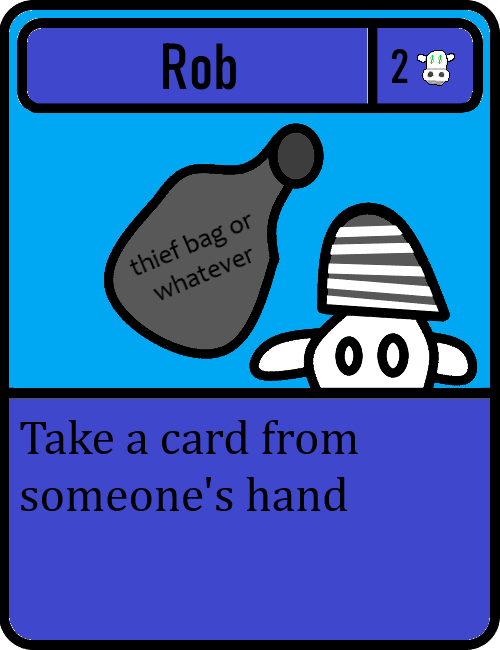 Rob
2
thief bag or
whatever
Take a card from
someone's hand